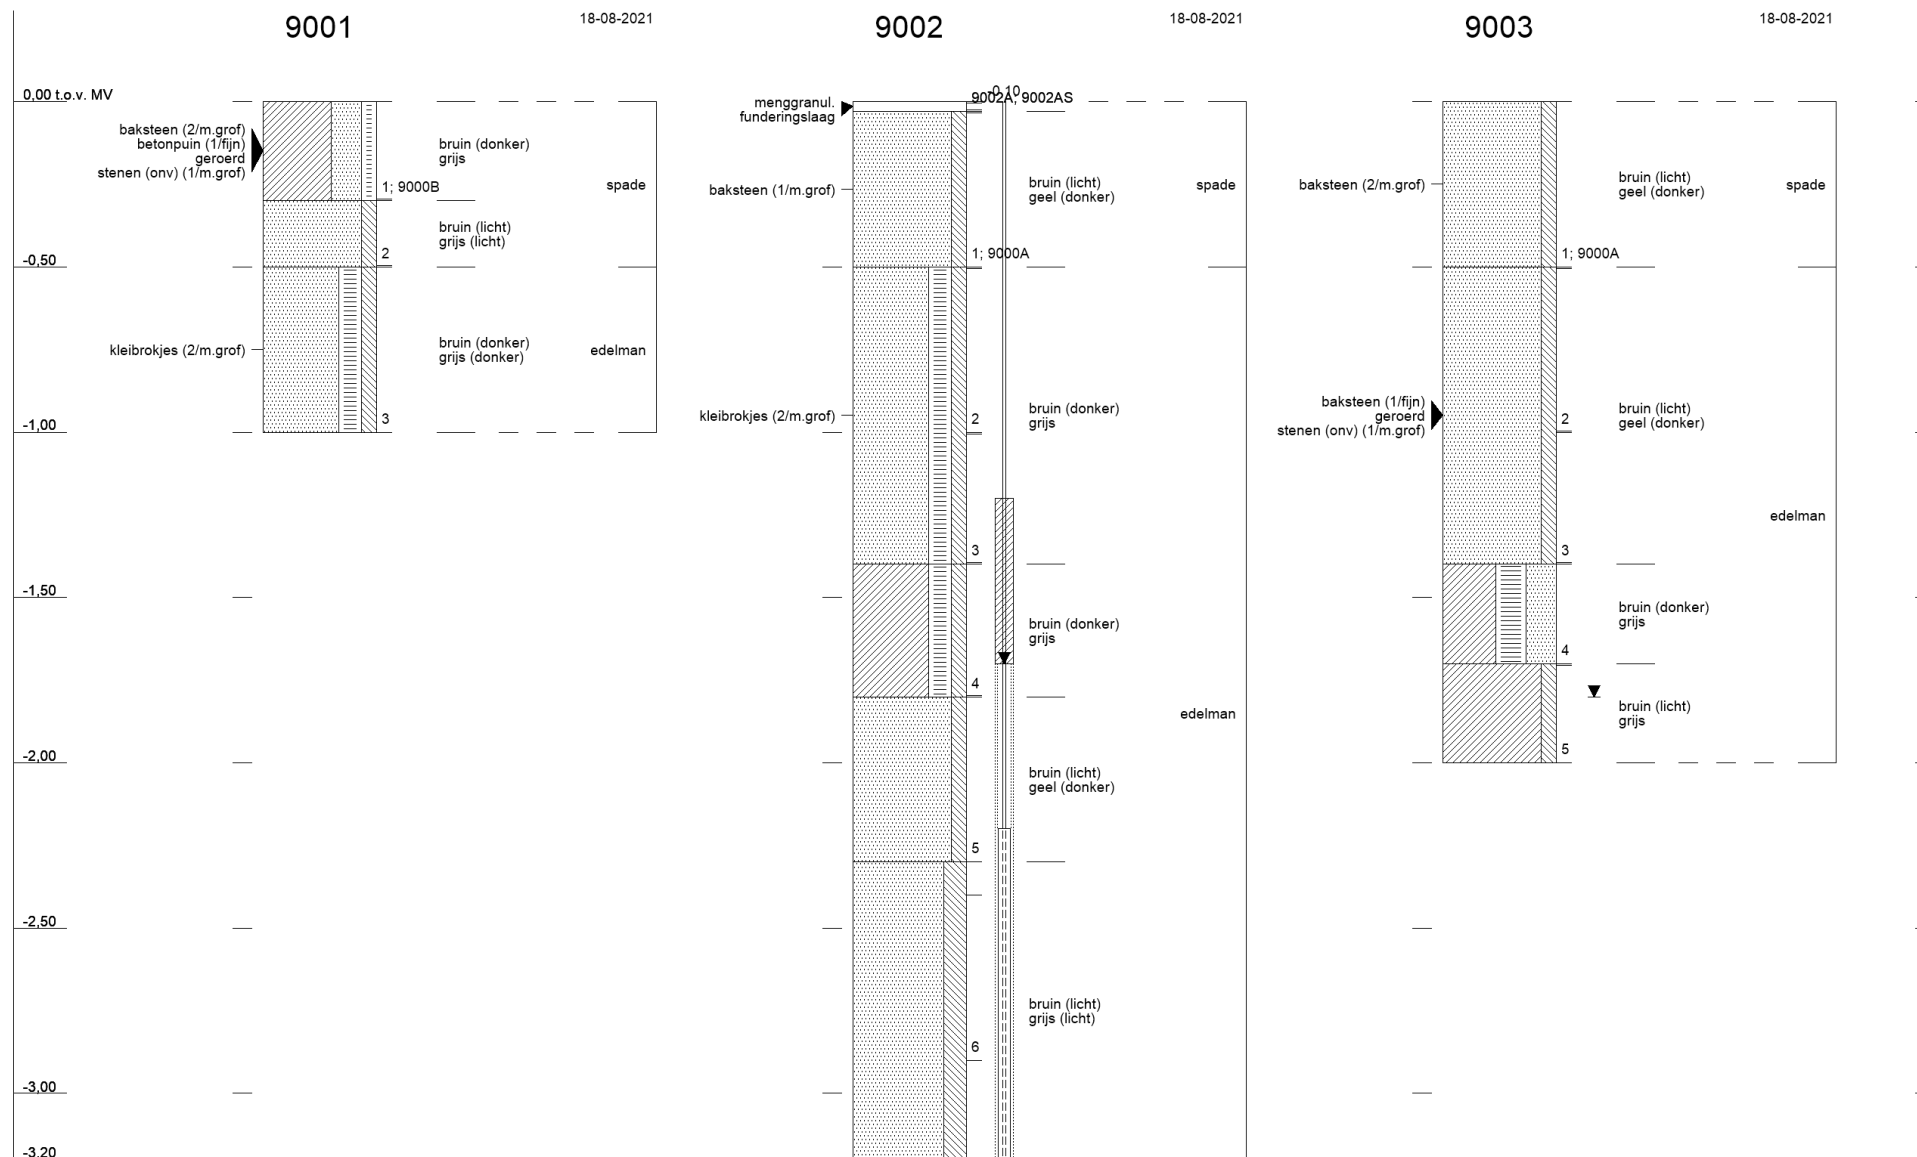 9001
18-08-2021
9002
18-08-2021
9003
18-08-2021
0,00 t.o.v. MV
-0,50
-1,00
-1,50
-2,00
-2,50
-3,00
-3,20
baksteen (2/m.grof)
betonpuin (1/fijn)
geroerd
stenen (onv) (1/m.grof)
1; 9000B
bruin (donker)
grijs
spade
2
bruin (licht)
grijs (licht)
kleibrokjes (2/m.grof)
3
bruin (donker)
grijs (donker)
edelman
menggranul.
funderingslaag
-0,10
9002A; 9002AS
baksteen (1/m.grof)
bruin (licht)
geel (donker)
spade
1; 9000A
kleibrokjes (2/m.grof)
2
bruin (donker)
grijs
3
bruin (donker)
grijs
4
edelman
bruin (licht)
geel (donker)
5
bruin (licht)
grijs (licht)
6
baksteen (2/m.grof)
bruin (licht)
geel (donker)
spade
1; 9000A
baksteen (1/fijn)
geroerd
stenen (onv) (1/m.grof)
2
bruin (licht)
geel (donker)
edelman
3
bruin (donker)
grijs
4
bruin (licht)
grijs
5